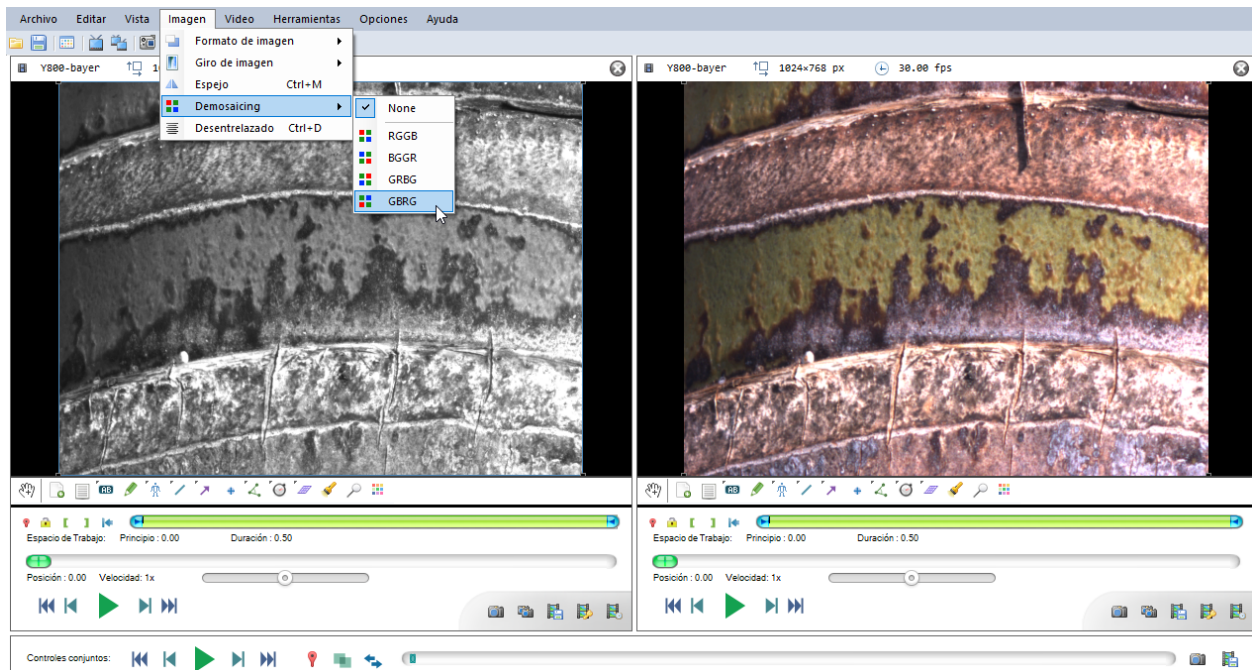 Archivo Editar Vista Imagen Video Herramientas Opciones Ayuda
Formato de imagen
Giro de imagen
Espejo Ctrl+M
Demosaicing
Desentrelazado Ctrl+D
None
RGGB
BGGR
GRBG
GBRG
Y800-bayer
Y800-bayer 1024×768 px 30.00 fps
Espacio de Trabajo: Principio : 0.00 Duración : 0.50
Posición : 0.00 Velocidad: 1x
Espacio de Trabajo: Principio : 0.00 Duración : 0.50
Posición : 0.00 Velocidad: 1x
Controles conjuntos: